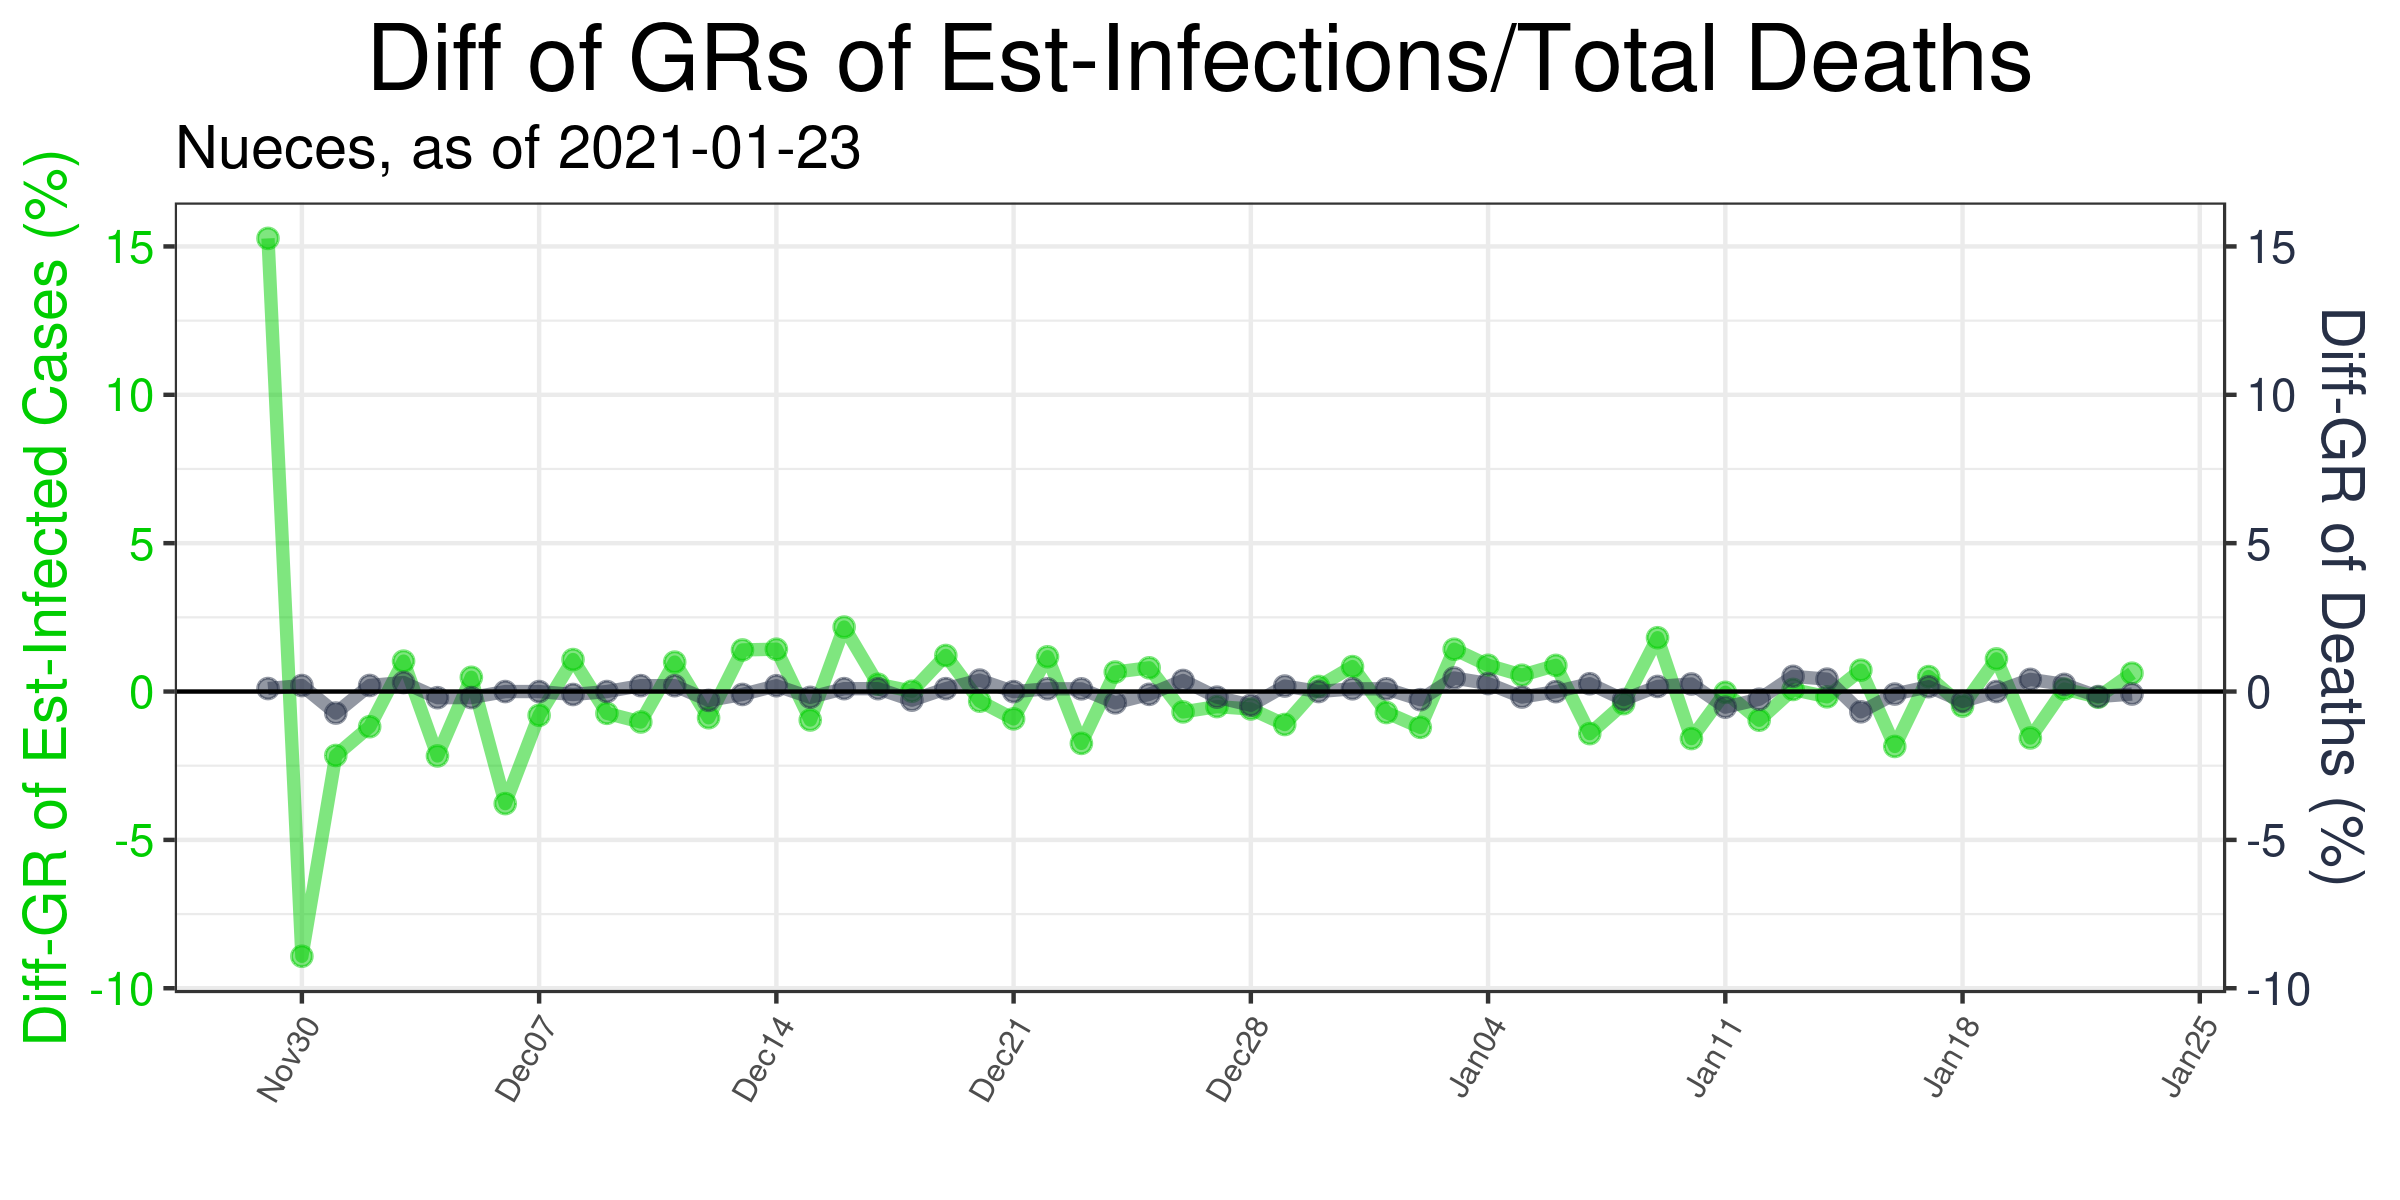 Diff of GRs of Est-Infections/Total Deaths
Nueces, as of 2021-01-23
Diff-GR of Est-Infected Cases (%)
15
10
5
0
-5
-10
15
10
5
0
-5
-10
Diff-GR of Deaths (%)
Nov30
Dec07
Dec14
Dec21
Dec28
Jan04
Jan11
Jan18
Jan25